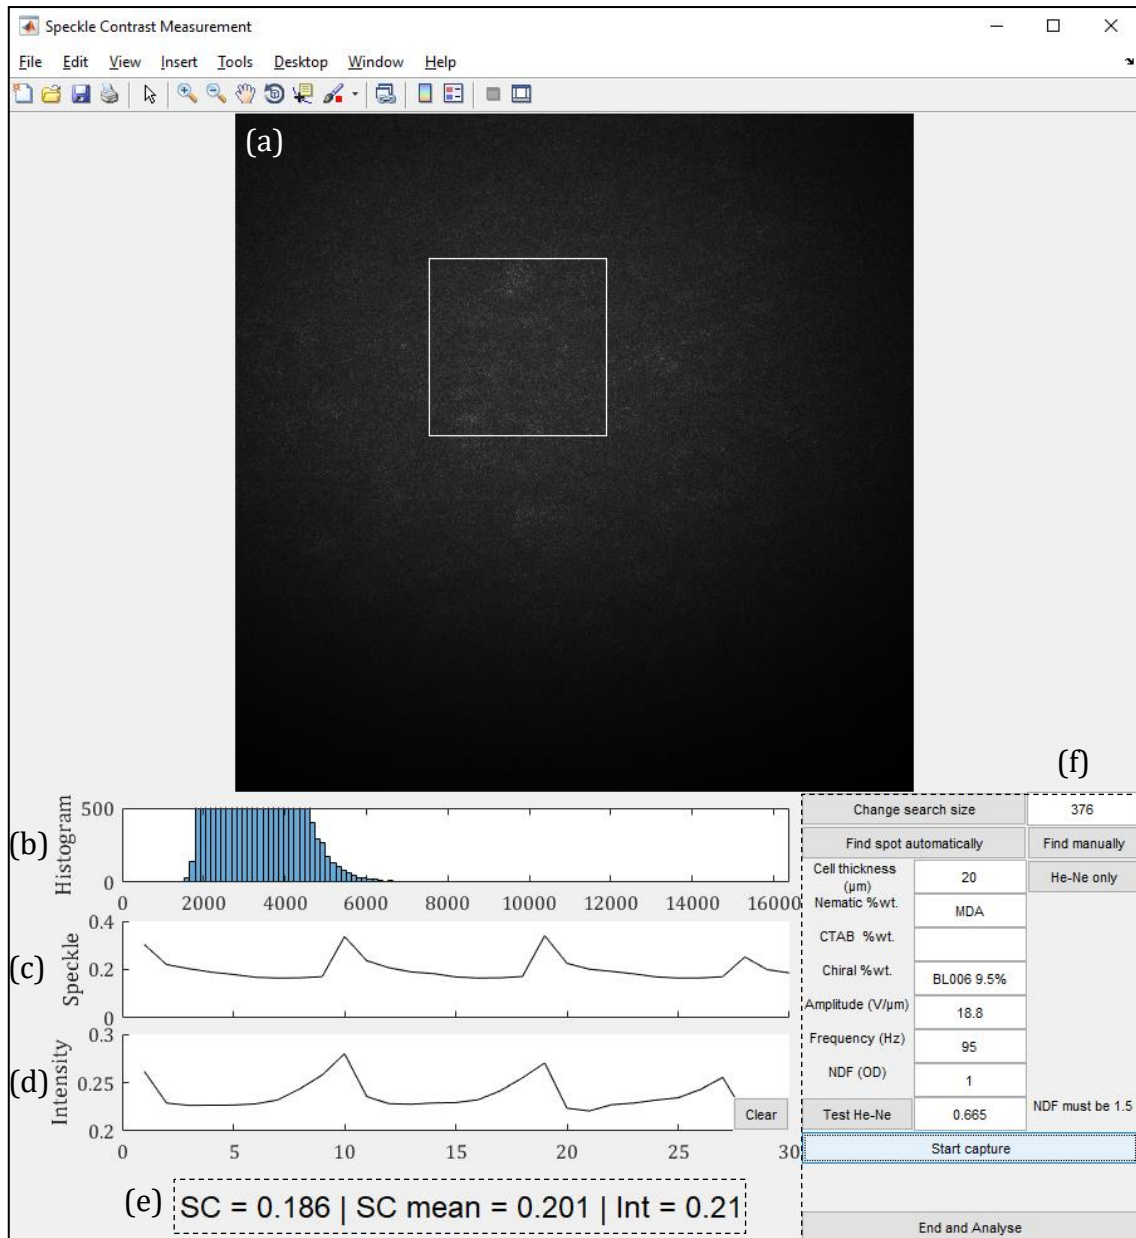 Speckle Contrast Measurement
File Edit View Insert Tools Desktop Window Help
(a)
(f)
(b)
Histogram
500
0
0 2000 4000 6000 8000 10000 12000 14000 16000
(c)
Speckle
0.4
0.2
0
(d)
Intensity
0.3
0.25
0.2
Clear
0 5 10 15 20 25 30
(e)
SC = 0.186 | SC mean = 0.201 | Int = 0.21
Change search size 376
Find spot automatically Find manually
Cell thickness (µm) 20 He-Ne only
Nematic %wt. MDA
CTAB %wt.
Chiral %wt. BL006 9.5%
Amplitude (V/µm) 18.8
Frequency (Hz) 95
NDF (OD) 1
Test He-Ne 0.665 NDF must be 1.5
Start capture
End and Analyse